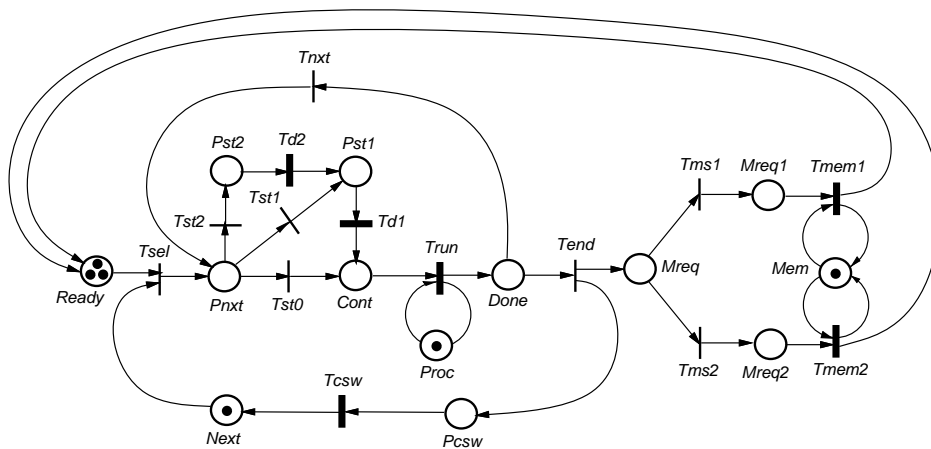 Tnxt
Pst2
Td2
Pst1
Tms1
Mreq1
Tmem1
Tst1
Tst2
Td1
Tsel
Trun
Tend
Mreq
Mem
Ready
Pnxt
Tst0
Cont
Done
Proc
Tms2
Mreq2
Tmem2
Tcsw
Next
Pcsw